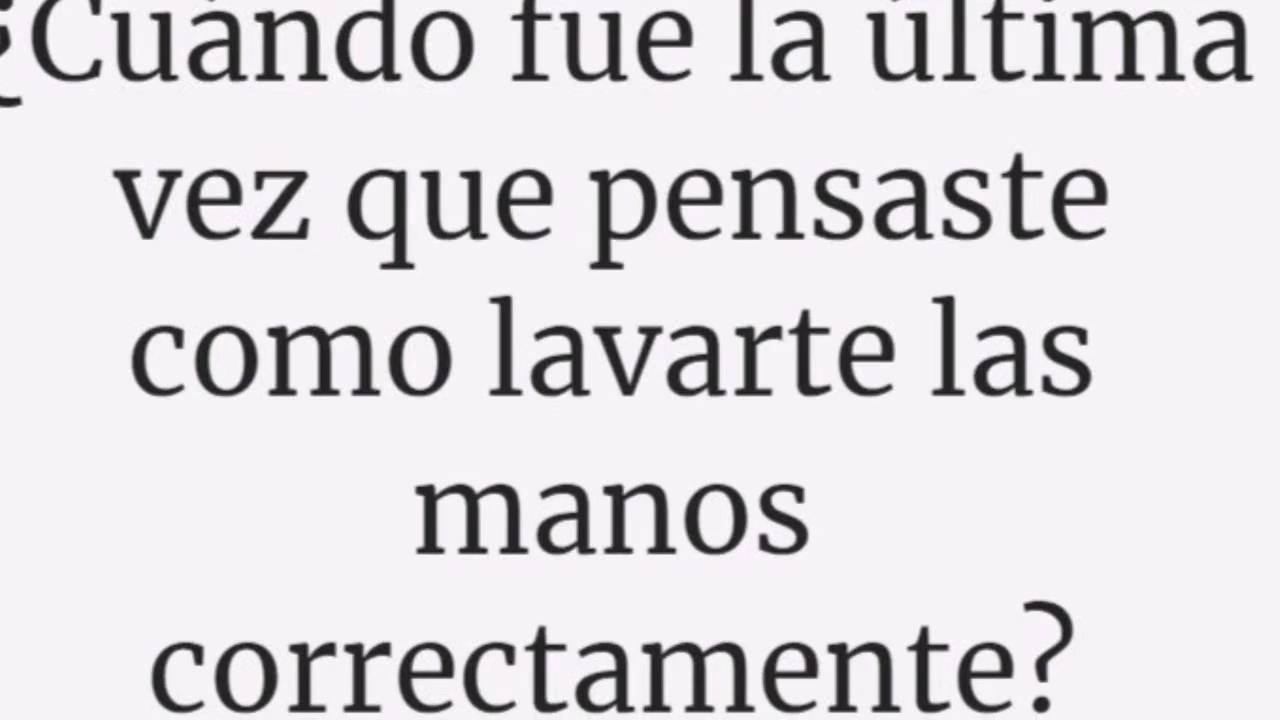 ¿Cuándo fue la última
vez que pensaste
como lavarte las
manos
correctamente?